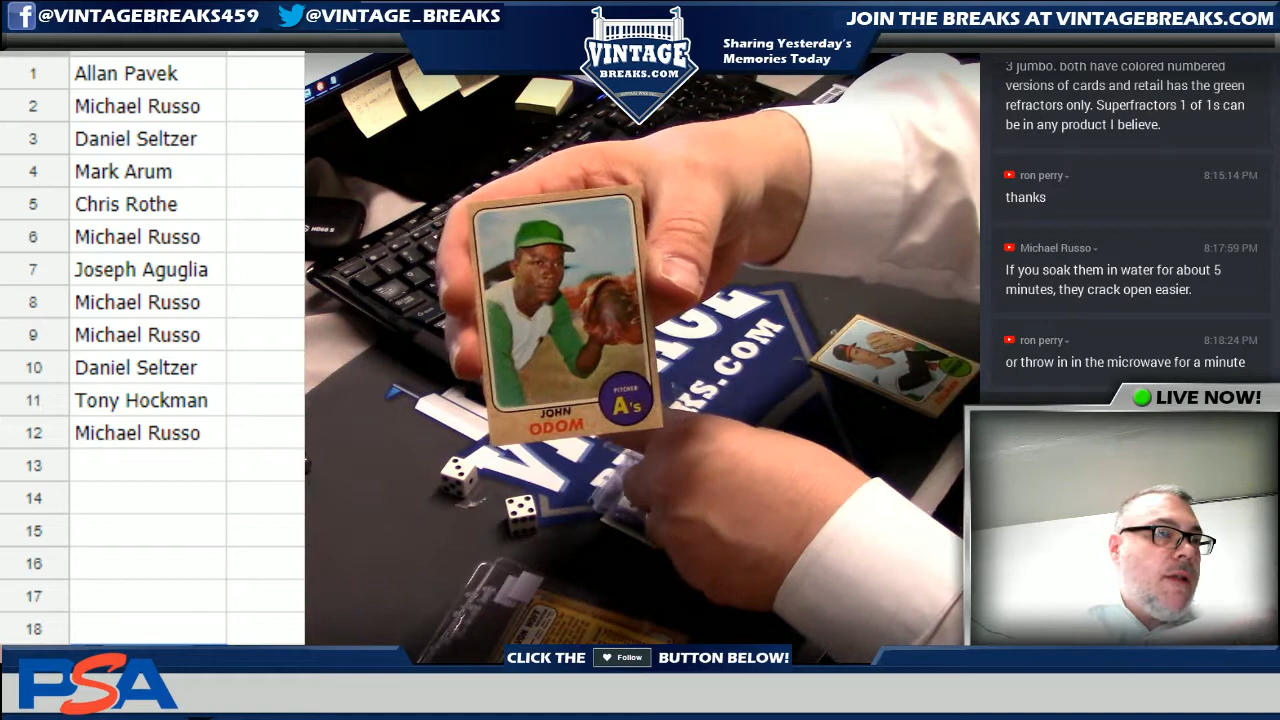 @VINTAGEBREAKS459
@VINTAGE_BREAKS
VINTAGE
BREAKS.COM
Sharing Yesterday's
Memories Today
JOIN THE BREAKS AT VINTAGEBREAKS.COM
1 Allan Pavek
2 Michael Russo
3 Daniel Seltzer
4 Mark Arum
5 Chris Rothe
6 Michael Russo
7 Joseph Aguglia
8 Michael Russo
9 Michael Russo
10 Daniel Seltzer
11 Tony Hockman
12 Michael Russo
13
14
15
16
17
18
PITCHER
A's
JOHN
ODOM
3 jumbo. both have colored numbered
versions of cards and retail has the green
refractors only. Superfractors 1 of 1s can
be in any product I believe.
ron perry 8:15:14 PM
thanks
Michael Russo 8:17:59 PM
If you soak them in water for about 5
minutes, they crack open easier.
ron perry 8:18:24 PM
or throw in in the microwave for a minute
LIVE NOW!
CLICK THE Follow BUTTON BELOW!
PSA